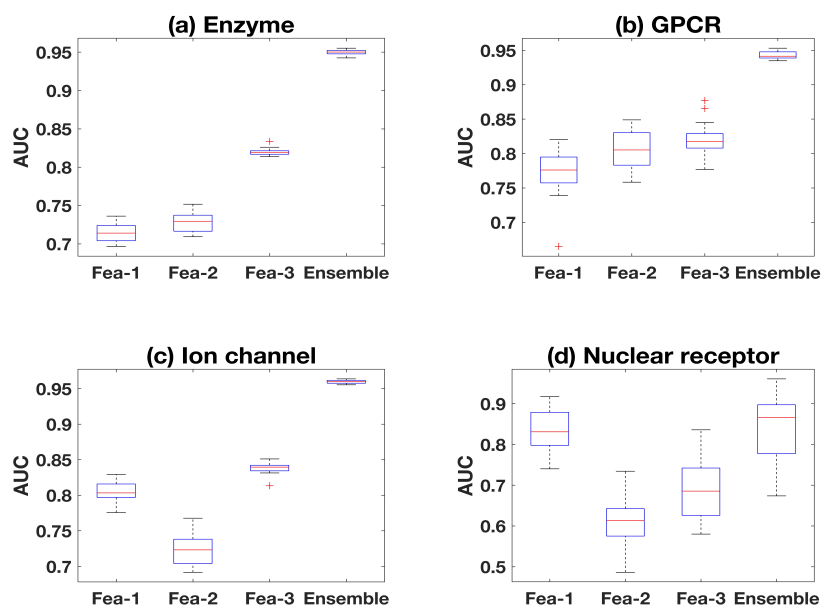 (a) Enzyme
AUC
0.95
0.9
0.85
0.8
0.75
0.7
Fea-1 Fea-2 Fea-3 Ensemble
(b) GPCR
AUC
0.95
0.9
0.85
0.8
0.75
0.7
Fea-1 Fea-2 Fea-3 Ensemble
(c) Ion channel
AUC
0.95
0.9
0.85
0.8
0.75
0.7
Fea-1 Fea-2 Fea-3 Ensemble
(d) Nuclear receptor
AUC
0.9
0.8
0.7
0.6
0.5
Fea-1 Fea-2 Fea-3 Ensemble